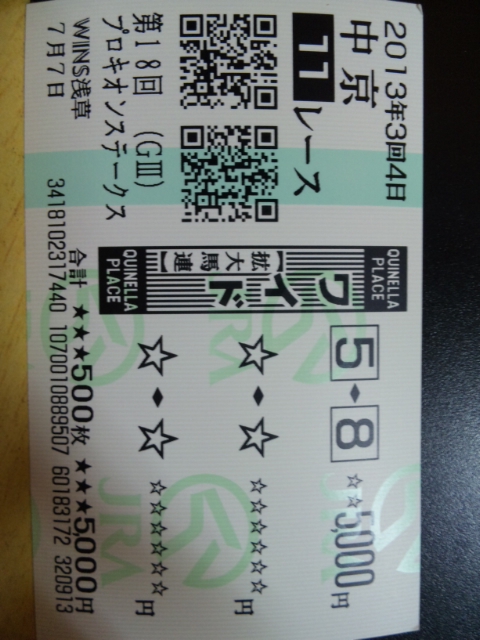 2013年3回4日
中京
11レース
第18回 (GⅢ)
プロキオンステークス
WINS浅草
7月7日
QUINELLA PLACE
ワイド
【拡大馬連】
QUINELLA PLACE
5◆8 ☆☆5,000円
☆◆☆ ☆☆☆☆☆☆円
☆◆☆ ☆☆☆☆☆☆円
合計 ★★★500枚 ★★★5,000円
3418102317440 1070010889507 60183172 320913
JRA
JRA